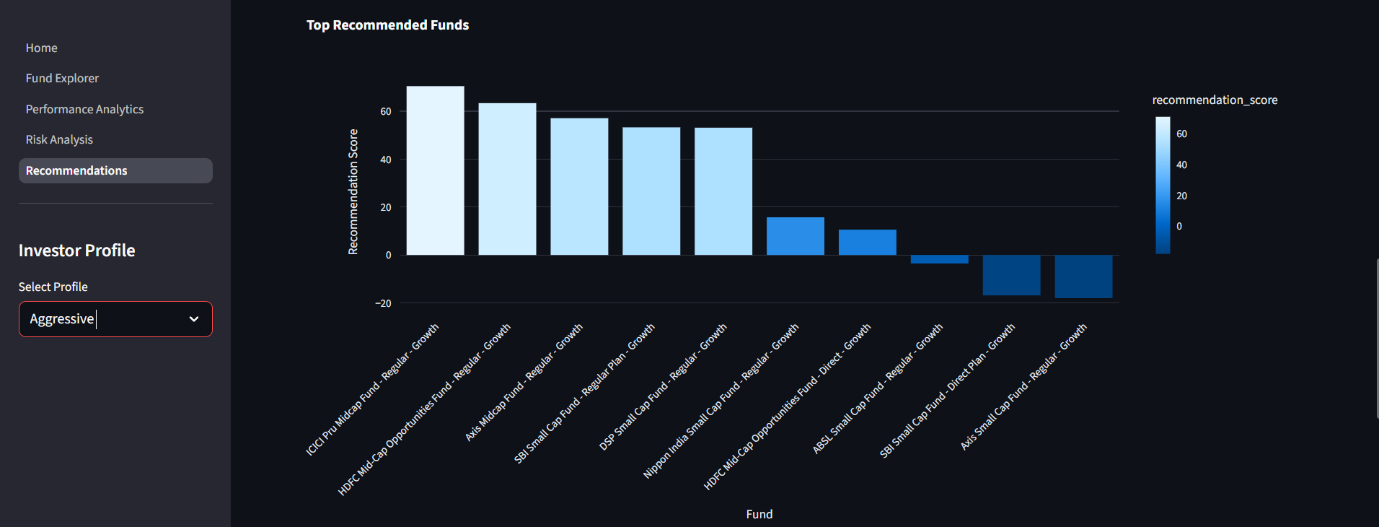 Home
Fund Explorer
Performance Analytics
Risk Analysis
Recommendations
Investor Profile
Select Profile
Aggressive
Top Recommended Funds
Recommendation Score
60
40
20
0
−20
ICICI Pru Midcap Fund - Regular - Growth
HDFC Mid-Cap Opportunities Fund - Regular - Growth
Axis Midcap Fund - Regular - Growth
SBI Small Cap Fund - Regular Plan - Growth
DSP Small Cap Fund - Regular - Growth
Nippon India Small Cap Fund - Regular - Growth
HDFC Mid-Cap Opportunities Fund - Direct - Growth
ABSL Small Cap Fund - Regular - Growth
SBI Small Cap Fund - Direct Plan - Growth
Axis Small Cap Fund - Regular - Growth
Fund
recommendation_score
60
40
20
0